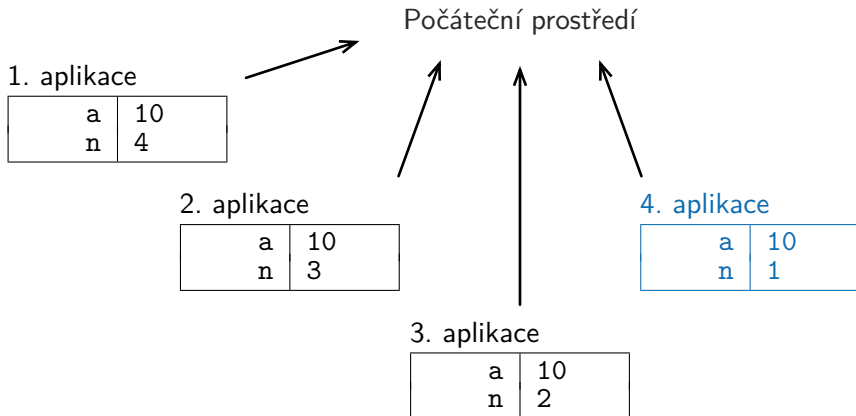 Počáteční prostředí
1. aplikace
a 10
n 4
2. aplikace
a 10
n 3
4. aplikace
a 10
n 1
3. aplikace
a 10
n 2